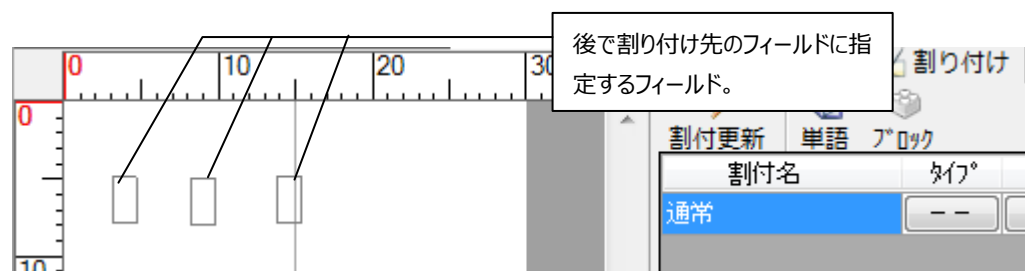 後で割り付け先のフィールドに指
定するフィールド。
0 10 20 30
割り付け
0
割付更新 単語 ﾌﾞﾛｯｸ
割付名 ﾀｲﾌﾟ
通常 --
10